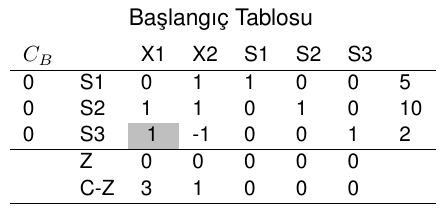 Başlangıç Tablosu
C_B X1 X2 S1 S2 S3
0 S1 0 1 1 0 0 5
0 S2 1 1 0 1 0 10
0 S3 1 -1 0 0 1 2
Z 0 0 0 0 0
C-Z 3 1 0 0 0